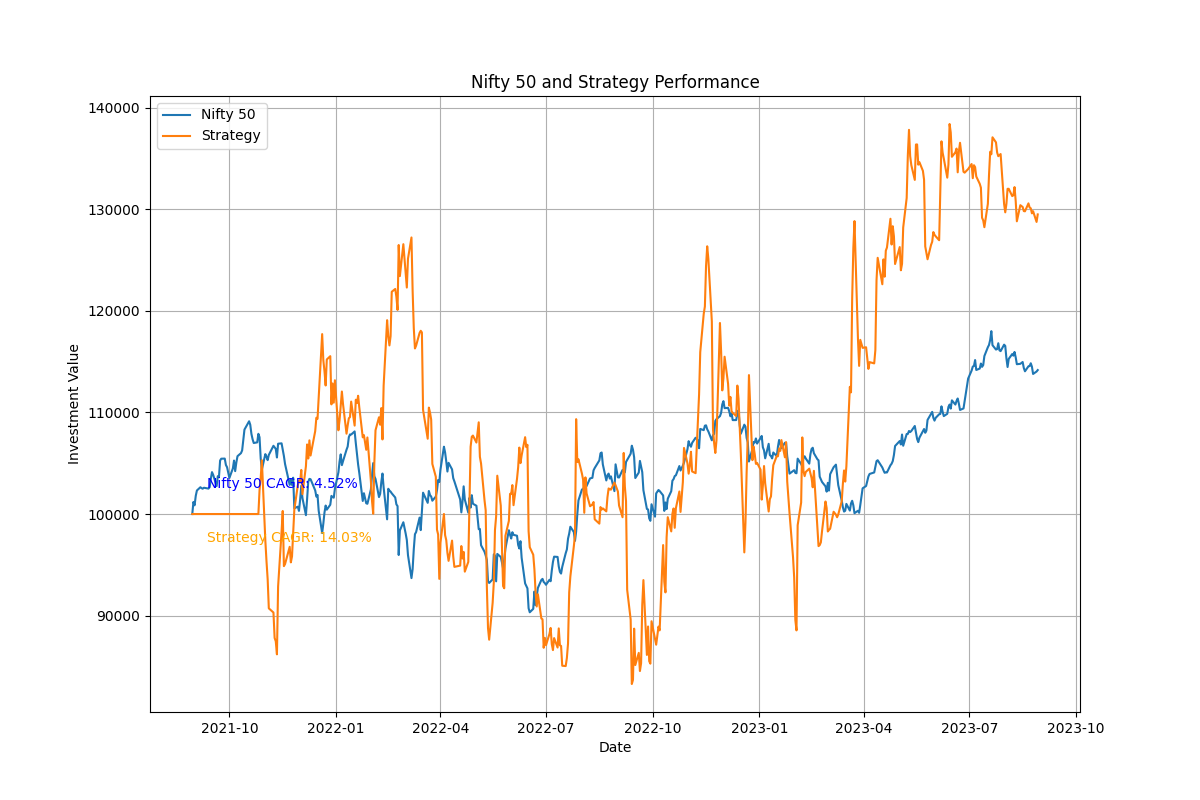 Nifty 50 and Strategy Performance
Nifty 50
Strategy
140000
130000
120000
110000
100000
90000
Investment Value
Nifty 50 CAGR: 4.52%
Strategy CAGR: 14.03%
2021-10
2022-01
2022-04
2022-07
2022-10
2023-01
2023-04
2023-07
2023-10
Date